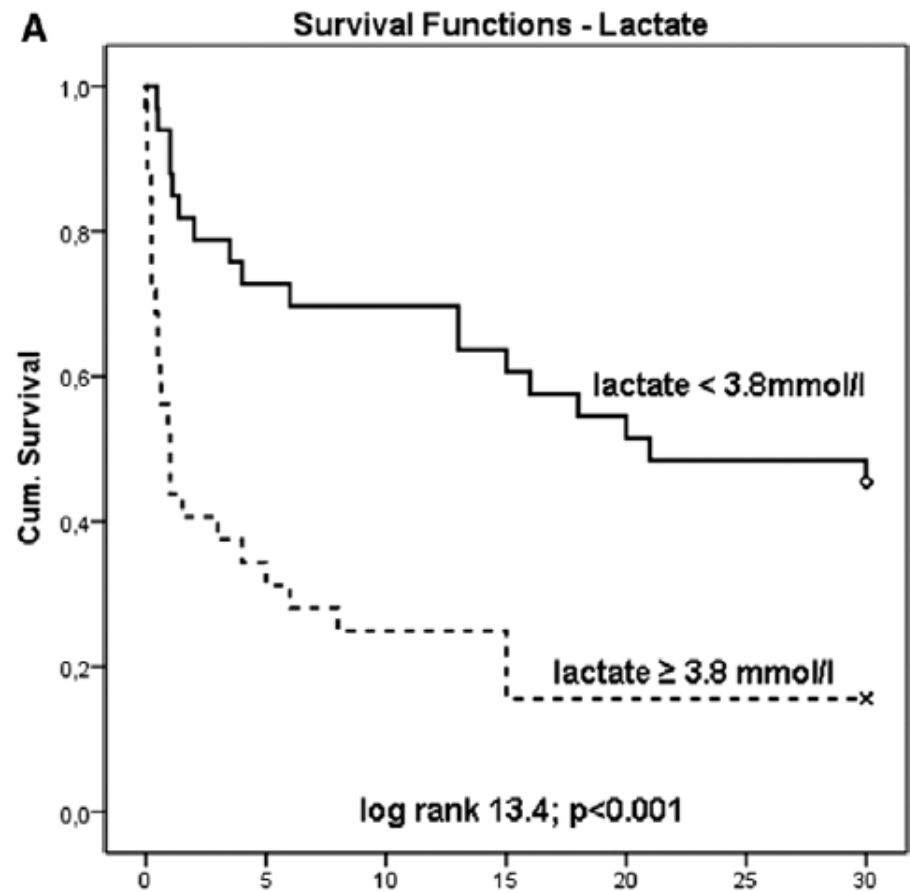 A
Survival Functions - Lactate
1,0
0,8
0,6
0,4
0,2
0,0
Cum. Survival
lactate < 3.8mmol/l
lactate ≥ 3.8 mmol/l
log rank 13.4; p<0.001
0 5 10 15 20 25 30